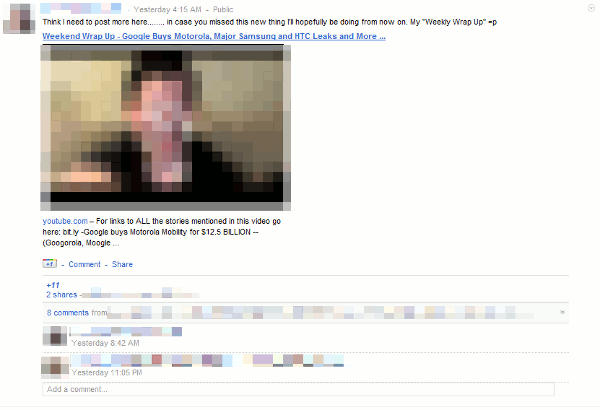 Yesterday 4:15 AM - Public
Think I need to post more here........ in case you missed this new thing I'll hopefully be doing from now on. My "Weekly Wrap Up" =p
Weekend Wrap Up - Google Buys Motorola, Major Samsung and HTC Leaks and More ...
youtube.com – For links to ALL the stories mentioned in this video go
here: bit.ly -Google buys Motorola Mobility for $12.5 BILLION --
(Googorola, Moogle ...
+1 - Comment - Share
+11
2 shares -
8 comments from
Yesterday 8:42 AM
Yesterday 11:05 PM
Add a comment...